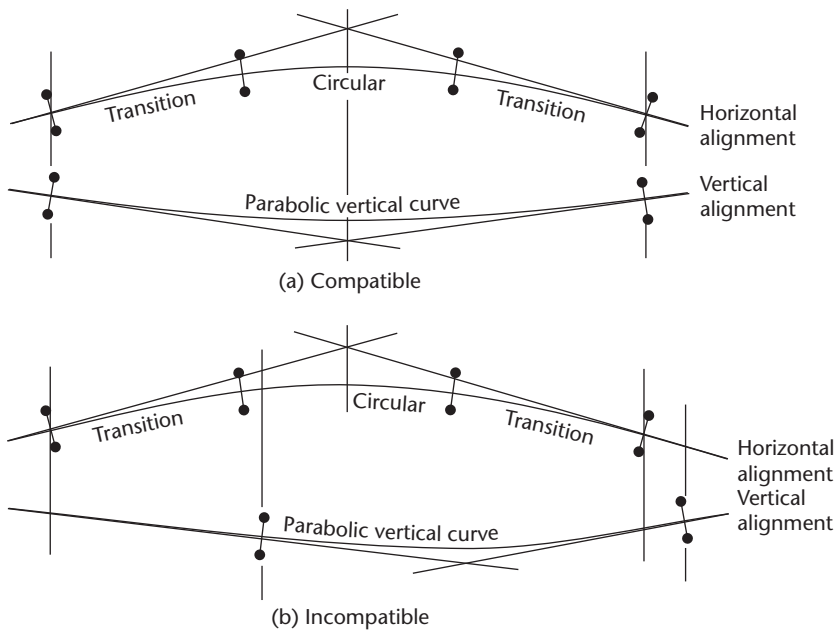 Circular
Transition
Transition
Horizontal
alignment
Vertical
alignment
Parabolic vertical curve
(a) Compatible
Circular
Transition
Transition
Horizontal
alignment
Vertical
alignment
Parabolic vertical curve
(b) Incompatible